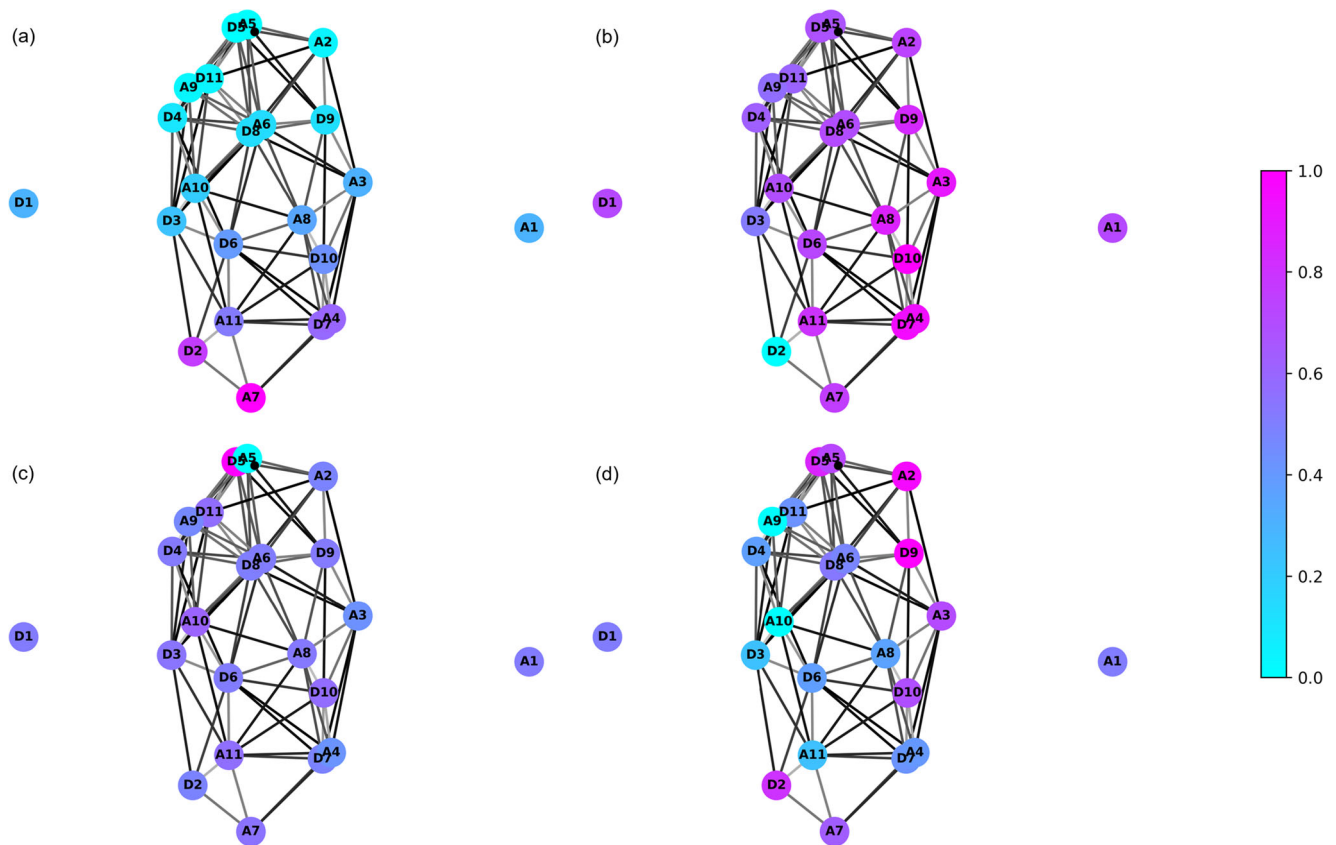 (a)
D5
A5
A2
D11
A9
D4
A6
D8
D9
A10
A3
D1
D3
A8
A1
D6
D10
A11
A4
D7
D2
A7
(b)
D5
A5
A2
D11
A9
D4
A6
D8
D9
A10
A3
D1
D3
A8
A1
D6
D10
A11
A4
D7
D2
A7
(c)
D5
A5
A2
D11
A9
D4
A6
D8
D9
A10
A3
D1
D3
A8
A1
D6
D10
A11
A4
D7
D2
A7
(d)
D5
A5
A2
D11
A9
D4
A6
D8
D9
A10
A3
D1
D3
A8
A1
D6
D10
A11
A4
D7
D2
A7
1.0
0.8
0.6
0.4
0.2
0.0